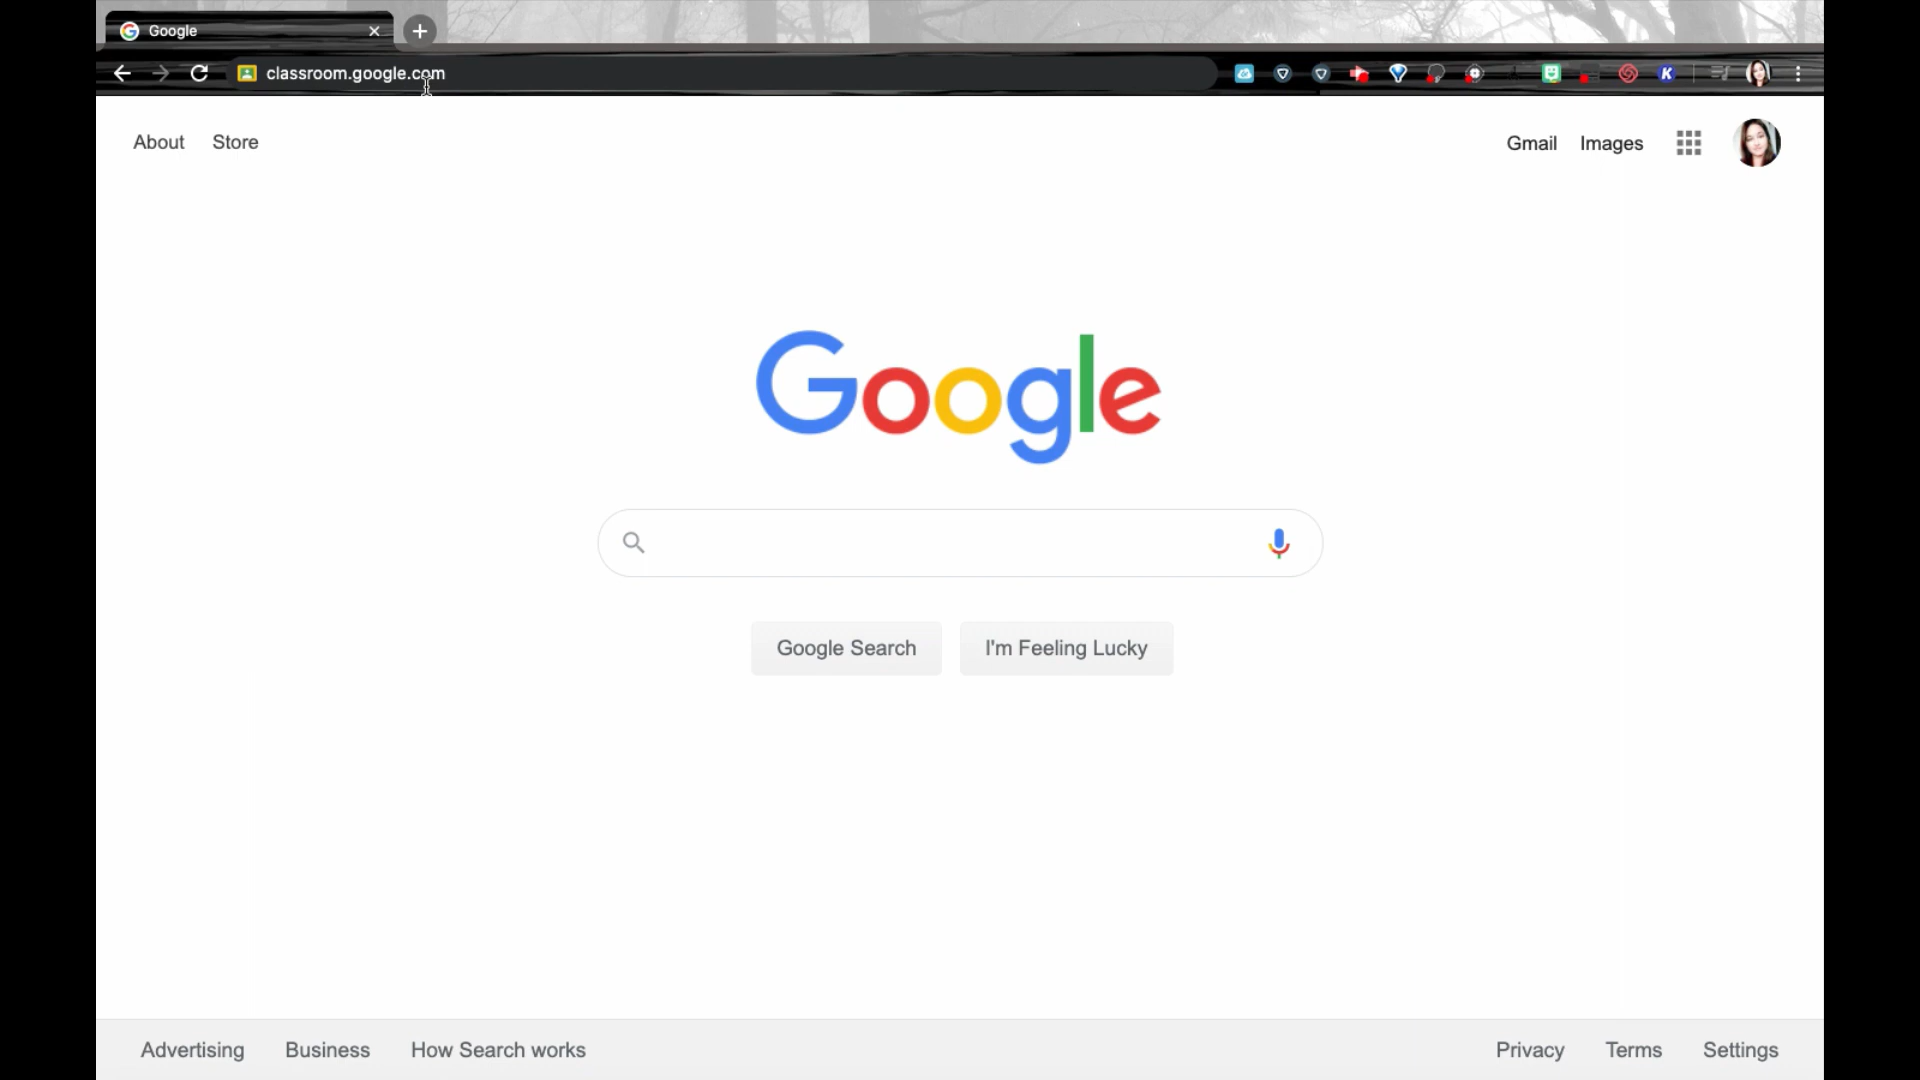 Google
classroom.google.com
About Store
Gmail Images
Google
Google Search I'm Feeling Lucky
Advertising Business How Search works
Privacy Terms Settings